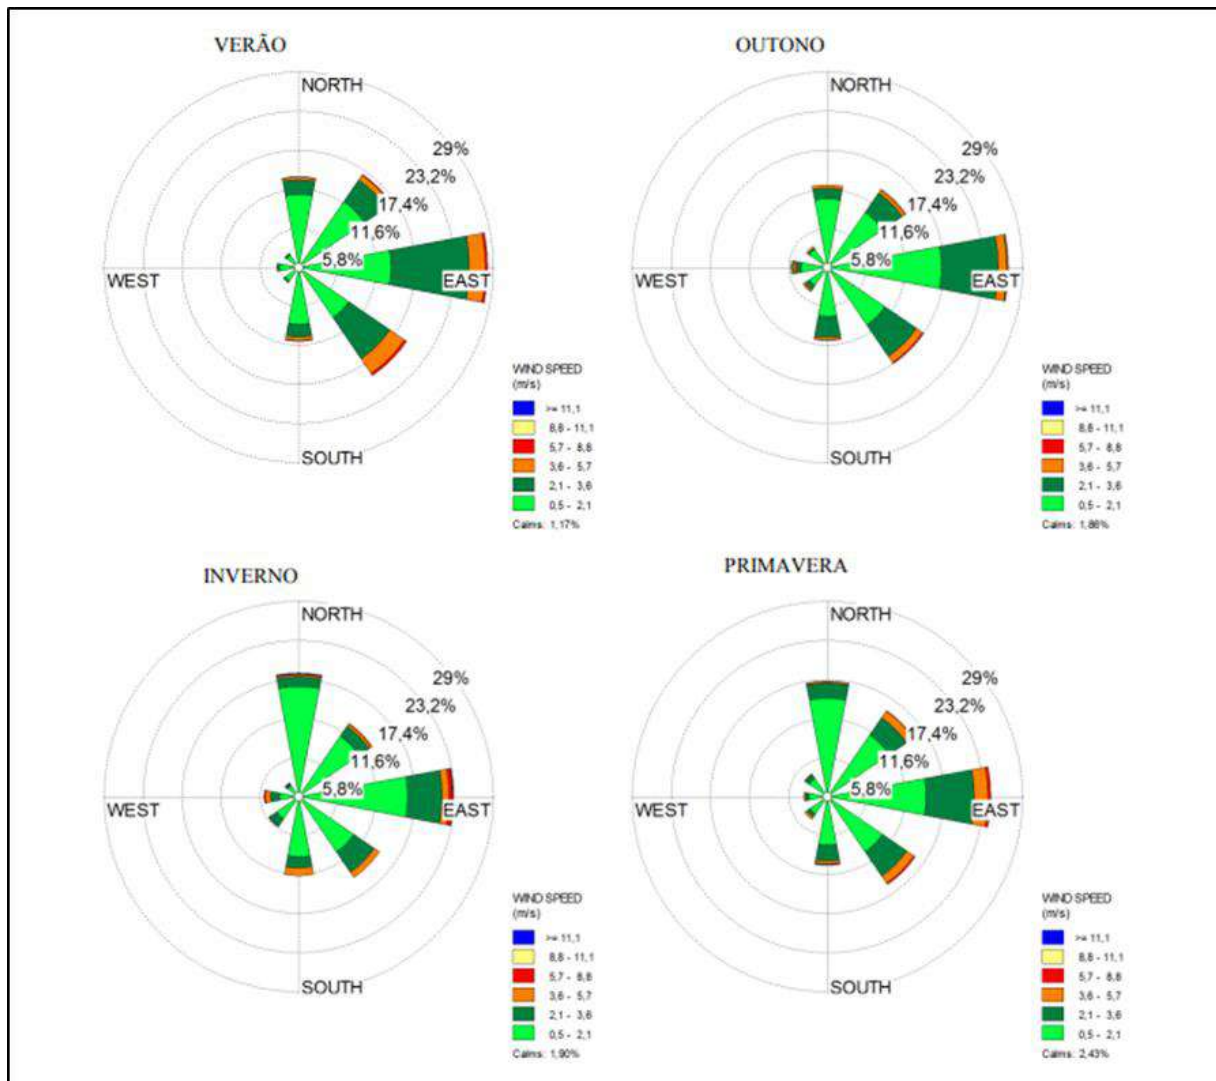 VERÃO
NORTH
29%
23,2%
17,4%
11,6%
5,8%
WEST
EAST
SOUTH
WIND SPEED
(m/s)
>= 11,1
8,8 - 11,1
5,7 - 8,8
3,6 - 5,7
2,1 - 3,6
0,5 - 2,1
Calms: 1,17%
OUTONO
NORTH
29%
23,2%
17,4%
11,6%
5,8%
WEST
EAST
SOUTH
WIND SPEED
(m/s)
>= 11,1
8,8 - 11,1
5,7 - 8,8
3,6 - 5,7
2,1 - 3,6
0,5 - 2,1
Calms: 1,86%
INVERNO
NORTH
29%
23,2%
17,4%
11,6%
5,8%
WEST
EAST
SOUTH
WIND SPEED
(m/s)
>= 11,1
8,8 - 11,1
5,7 - 8,8
3,6 - 5,7
2,1 - 3,6
0,5 - 2,1
Calms: 1,90%
PRIMAVERA
NORTH
29%
23,2%
17,4%
11,6%
5,8%
WEST
EAST
SOUTH
WIND SPEED
(m/s)
>= 11,1
8,8 - 11,1
5,7 - 8,8
3,6 - 5,7
2,1 - 3,6
0,5 - 2,1
Calms: 2,43%